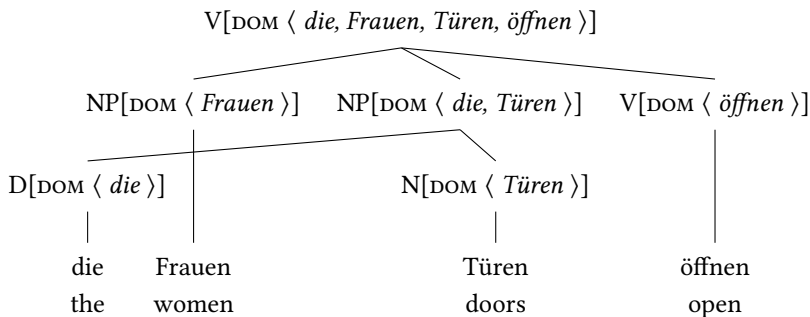 V[DOM ⟨ die, Frauen, Türen, öffnen ⟩]
NP[DOM ⟨ Frauen ⟩] NP[DOM ⟨ die, Türen ⟩] V[DOM ⟨ öffnen ⟩]
D[DOM ⟨ die ⟩] N[DOM ⟨ Türen ⟩]
die Frauen Türen öffnen
the women doors open